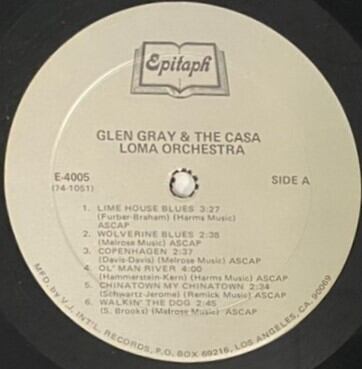 Epitaph
GLEN GRAY & THE CASA
LOMA ORCHESTRA
E-4005
(74-1051)
SIDE A
1. LIME HOUSE BLUES 3:27
(Furber-Braham) (Harms Music)
ASCAP
2. WOLVERINE BLUES 2:38
(Melrose Music) ASCAP
3. COPENHAGEN 2:37
(Davis-Davis) (Melrose Music) ASCAP
4. OL' MAN RIVER 4:00
(Hammerstein-Kern) (Harms Music) ASCAP
5. CHINATOWN MY CHINATOWN 2:34
(Schwartz-Jerome) (Remick Music) ASCAP
6. WALKIN' THE DOG 2:45
(S. Brooks) (Melrose Music) ASCAP
MFD. BY V.J. INT'L. RECORDS, P.O. BOX 69216, LOS ANGELES, CA. 90069